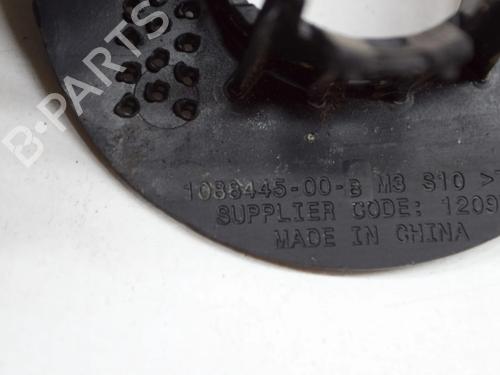 B-PARTS
1088445-00-B M3 S10 >T
SUPPLIER CODE: 1209
MADE IN CHINA